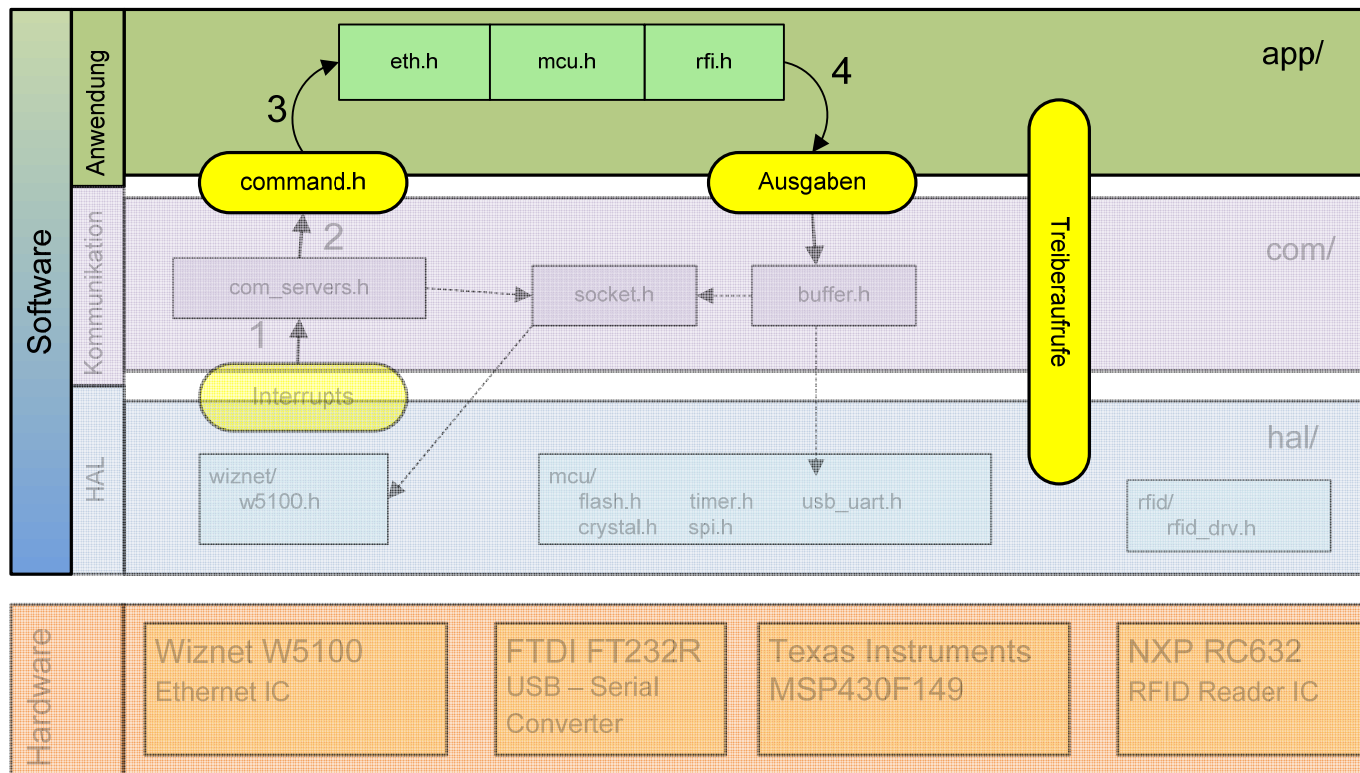 Software
Anwendung
app/
eth.h
mcu.h
rfi.h
3
4
command.h
Ausgaben
Treiberaufrufe
Kommunikation
com/
2
com_servers.h
socket.h
buffer.h
1
Interrupts
HAL
hal/
wiznet/
w5100.h
mcu/
flash.h timer.h usb_uart.h
crystal.h spi.h
rfid/
rfid_drv.h
Hardware
Wiznet W5100
Ethernet IC
FTDI FT232R
USB – Serial
Converter
Texas Instruments
MSP430F149
NXP RC632
RFID Reader IC